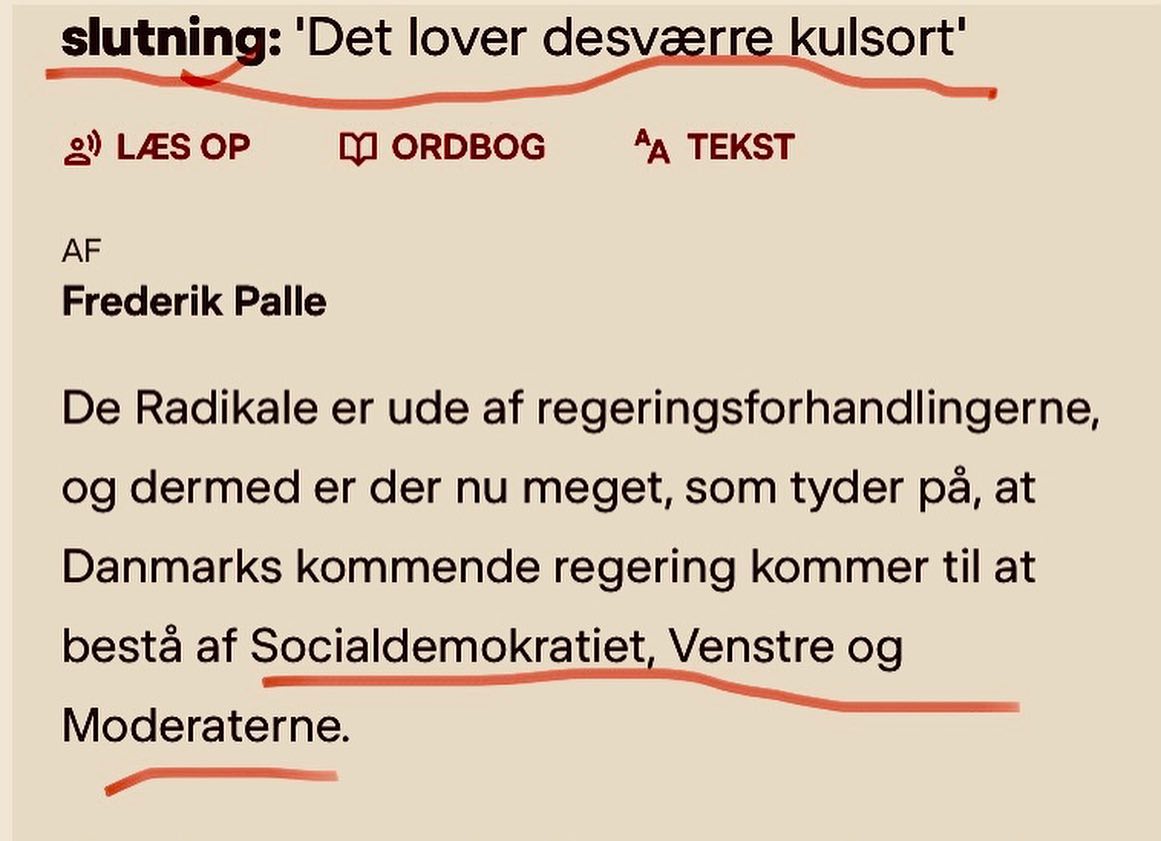 slutning: 'Det lover desværre kulsort'
LÆS OP ORDBOG AA TEKST
AF
Frederik Palle
De Radikale er ude af regeringsforhandlingerne,
og dermed er der nu meget, som tyder på, at
Danmarks kommende regering kommer til at
bestå af Socialdemokratiet, Venstre og
Moderaterne.